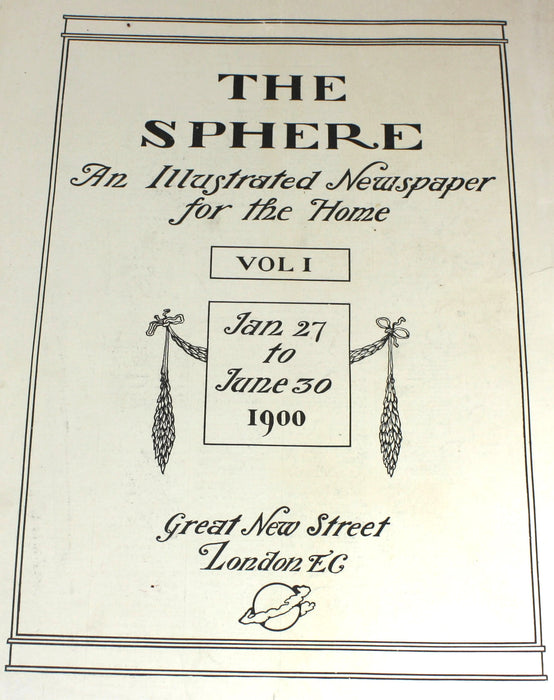 THE
SPHERE
An Illustrated Newspaper
for the Home
VOL I
Jan 27
to
June 30
1900
Great New Street
London EC